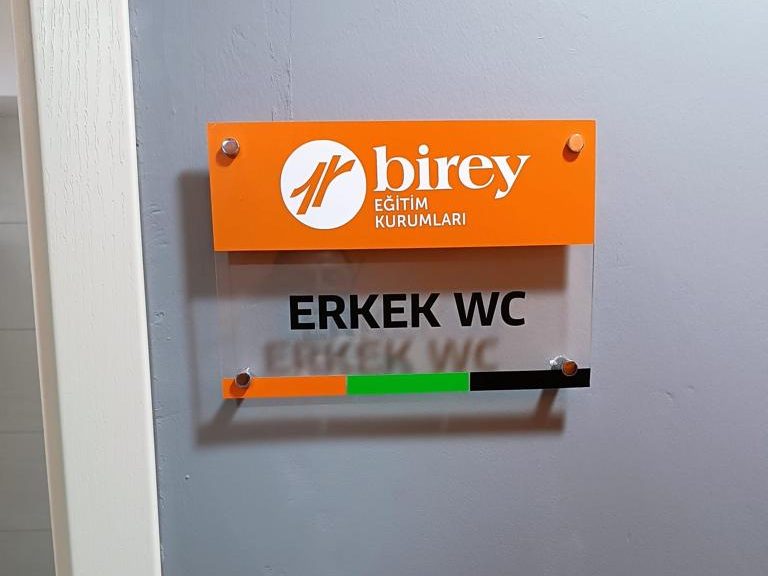 birey
EĞİTİM
KURUMLARI
ERKEK WC